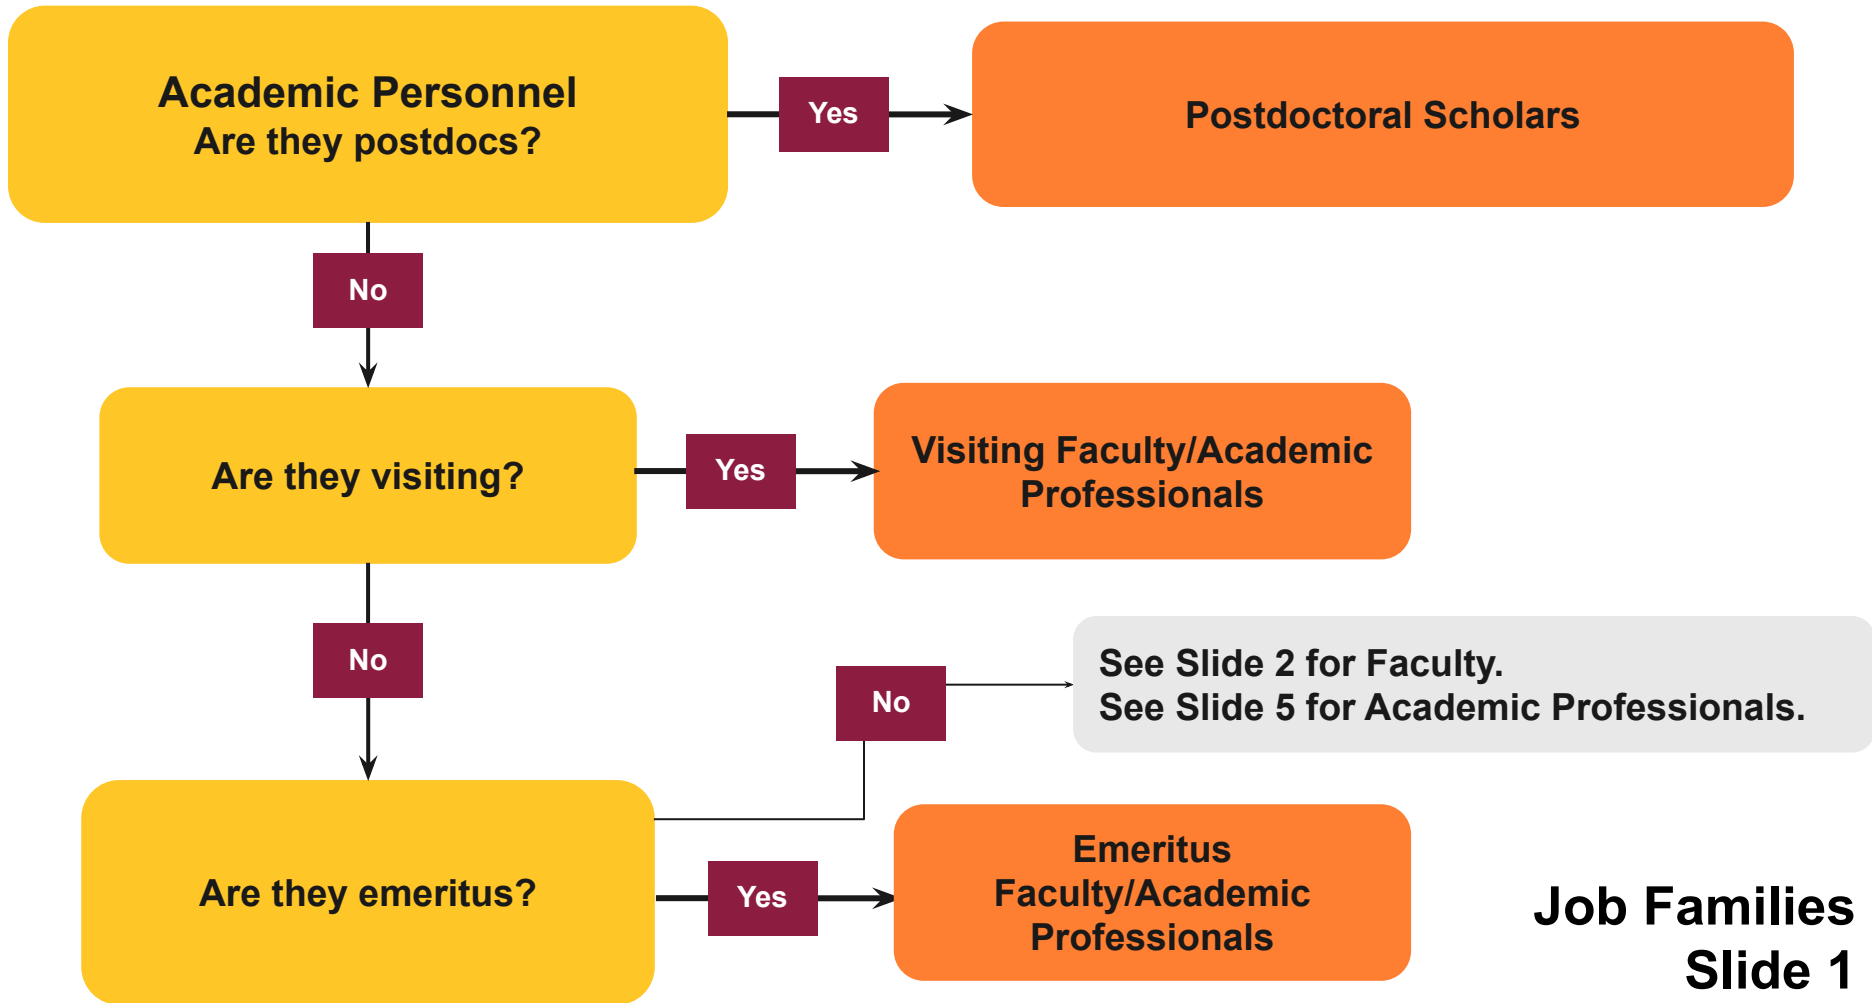 Academic Personnel
Are they postdocs?
Yes
Postdoctoral Scholars
No
Are they visiting?
Yes
Visiting Faculty/Academic
Professionals
No
No
See Slide 2 for Faculty.
See Slide 5 for Academic Professionals.
Are they emeritus?
Yes
Emeritus
Faculty/Academic
Professionals
Job Families
Slide 1